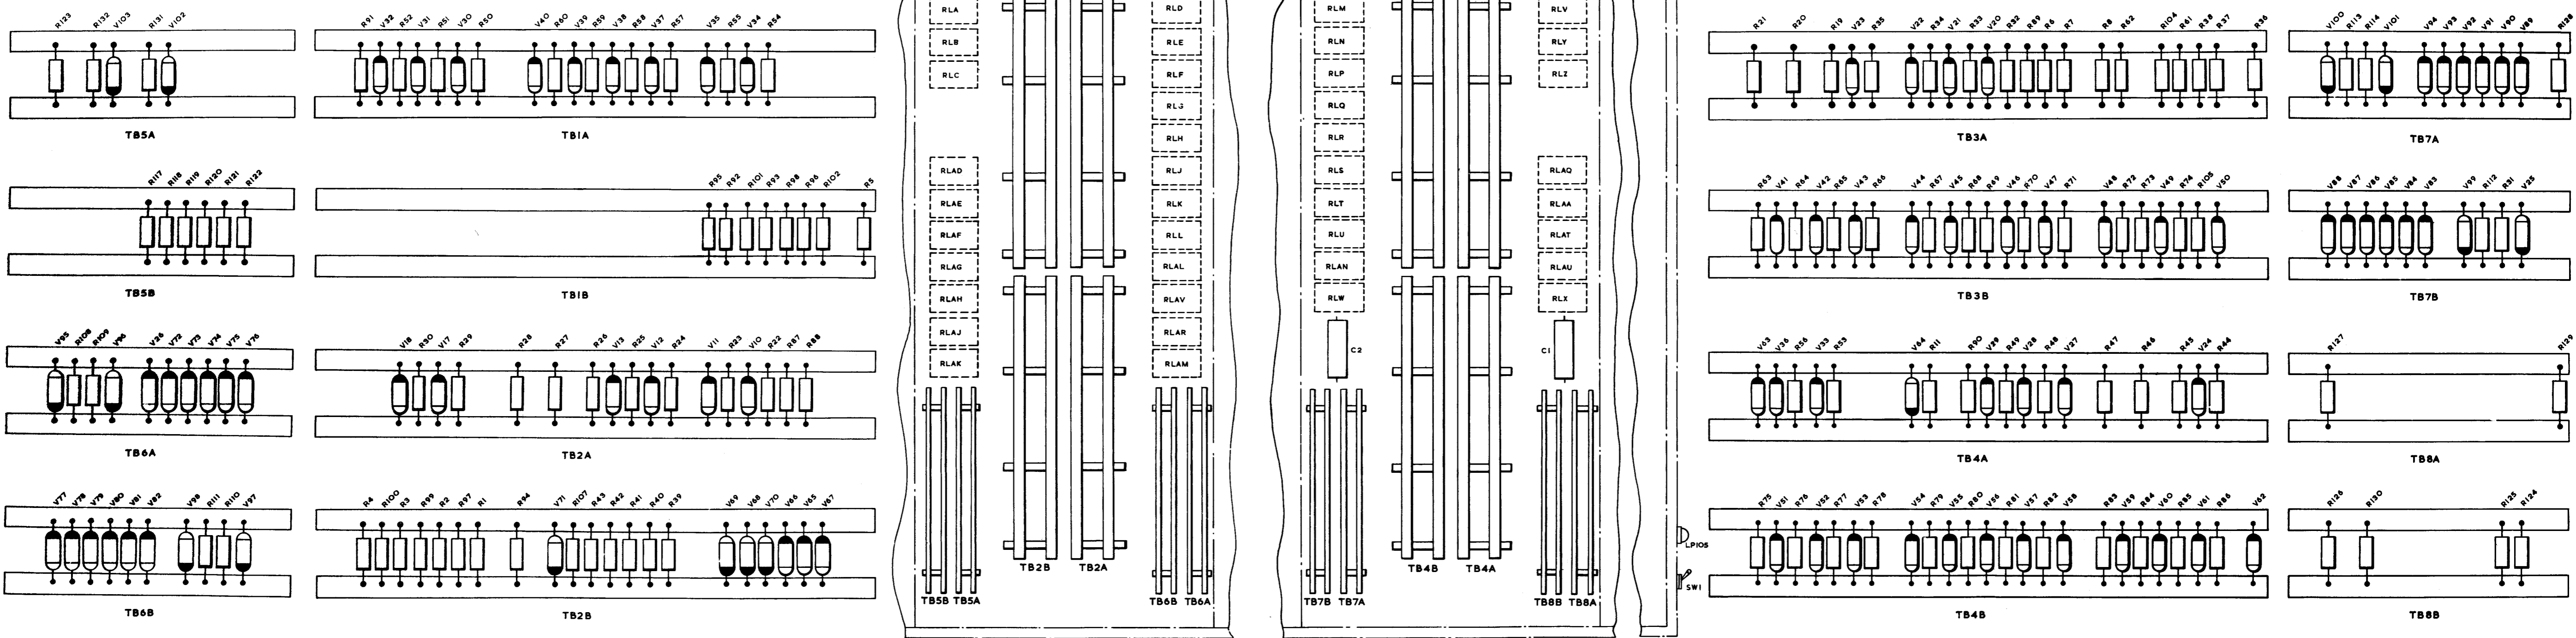 R123 R132 V103 R131 V102
TB5A
R117 R118 R119 R120 R121 R122
TB5B
V95 R108 R109 V96 V26 V72 V73 V74 V75 V76
TB6A
V77 V78 V79 V80 V81 V82 V98 R111 R110 V97
TB6B
R91 V32 R52 V31 R51 V30 R50 V40 R60 V39 R59 V38 R58 V37 R57 V35 R55 V34 R54
TB1A
R95 R92 R101 R93 R98 R96 R102 R5
TB1B
V18 R30 V17 R29 R28 R27 R26 V13 R25 V12 R24 V11 R23 V10 R22 R87 R88
TB2A
R4 R100 R3 R99 R2 R97 R1 R94 V71 R107 R43 R42 R41 R40 R39 V69 V68 V70 V66 V65 V67
TB2B
RLA
RLB
RLC
RLAD
RLAE
RLAF
RLAG
RLAH
RLAJ
RLAK
TB5B TB5A
TB2B TB2A
RLD
RLE
RLF
RLG
RLH
RLJ
RLK
RLL
RLAL
RLAV
RLAR
RLAM
TB6B TB6A
RLM
RLN
RLP
RLQ
RLR
RLS
RLT
RLU
RLAN
RLW
C2
TB7B TB7A
TB4B TB4A
RLV
RLY
RLZ
RLAQ
RLAA
RLAT
RLAU
RLX
C1
TB8B TB8A
LP105
SW1
R21 R20 R19 V23 R35 V22 R34 V21 R33 V20 R32 R89 R6 R7 R8 R62 R104 R61 R38 R37 R36
TB3A
R63 V41 R64 V42 R65 V43 R66 V44 R67 V45 R68 R69 V46 R70 V47 R71 V48 R72 R73 V49 R74 R105 V50
TB3B
V63 V36 R56 V33 R53 V64 R11 R90 V29 R49 V28 R48 V27 R47 R46 R45 V24 R44
TB4A
R75 V51 R76 V52 R77 V53 R78 V54 R79 V55 R80 V56 R81 V57 R82 V58 R83 V59 R84 V60 R85 V61 R86 V62
TB4B
V100 R113 R114 V101 V94 V93 V92 V91 V90 V89 R128
TB7A
V88 V87 V86 V85 V84 V83 V99 R112 R31 V25
TB7B
R127 R129
TB8A
R126 R130 R125 R124
TB8B